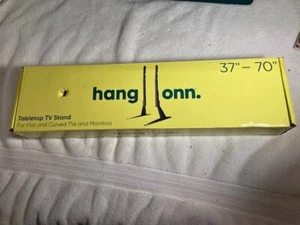 37" – 70"
hang onn.
Tabletop TV Stand
For Flat and Curved TVs and Monitors